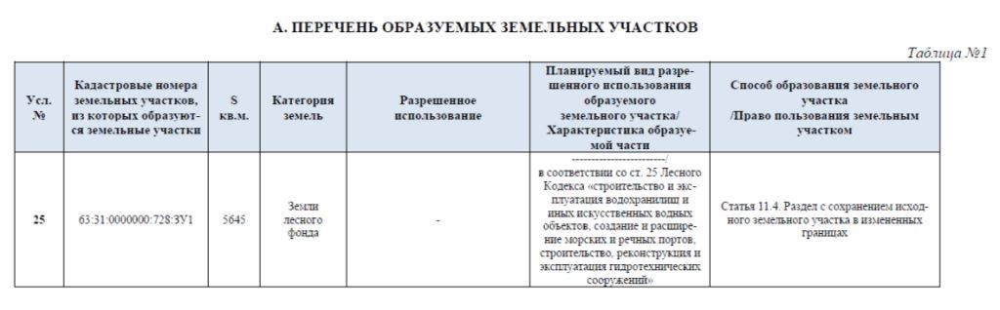 А. ПЕРЕЧЕНЬ ОБРАЗУЕМЫХ ЗЕМЕЛЬНЫХ УЧАСТКОВ
Таблица №1
Усл.
№
Кадастровые номера
земельных участков,
из которых образуют-
ся земельные участки
S
кв.м.
Категория
земель
Разрешенное
использование
Планируемый вид разре-
шенного использования
образуемого
земельного участка/
Характеристика образуе-
мой части
Способ образования земельного
участка
/Право пользования земельным
участком
25
63:31:0000000:728:ЗУ1
5645
Земли
лесного
фонда
-
------------------------/
в соответствии со ст. 25 Лесного
Кодекса «строительство и экс-
плуатация водохранилищ и
иных искусственных водных
объектов, создание и расшире-
ние морских и речных портов,
строительство, реконструкция и
эксплуатация гидротехнических
сооружений»
Статья 11.4. Раздел с сохранением исход-
ного земельного участка в измененных
границах